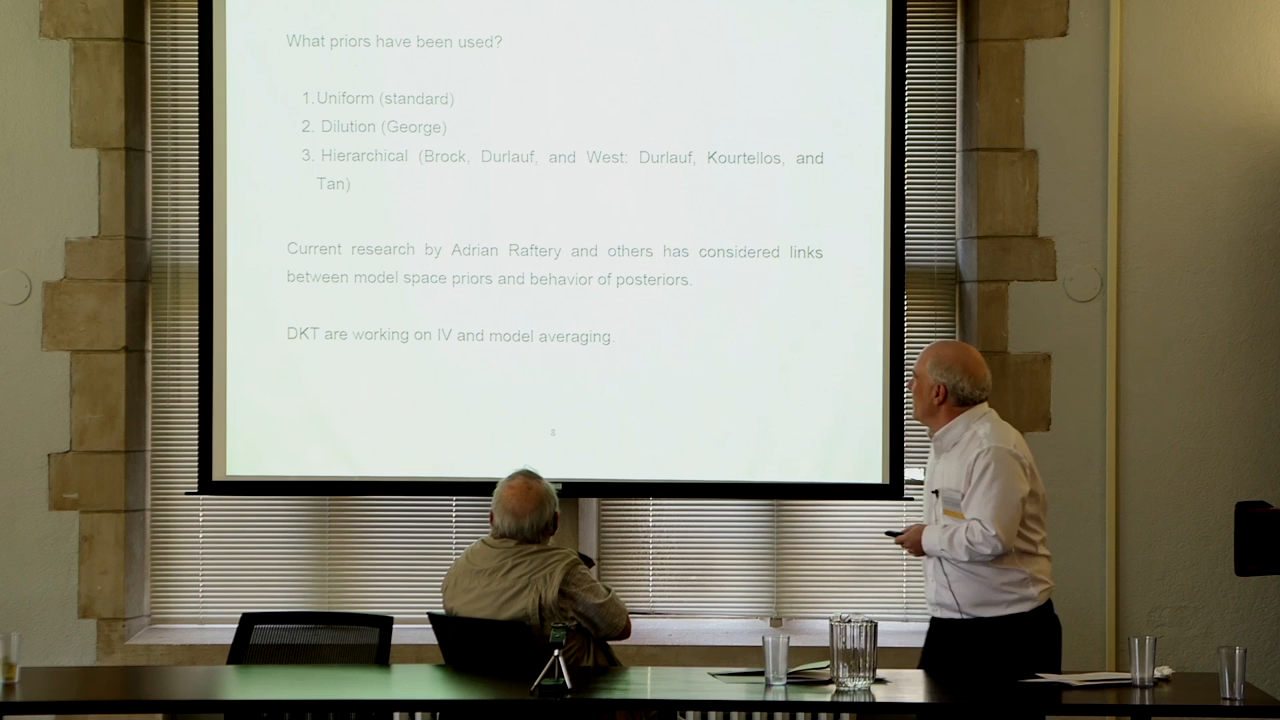 What priors have been used?
1. Uniform (standard)
2. Dilution (George)
3. Hierarchical (Brock, Durlauf, and West: Durlauf, Kourtellos, and
Tan)
Current research by Adrian Raftery and others has considered links
between model space priors and behavior of posteriors.
DKT are working on IV and model averaging.
8